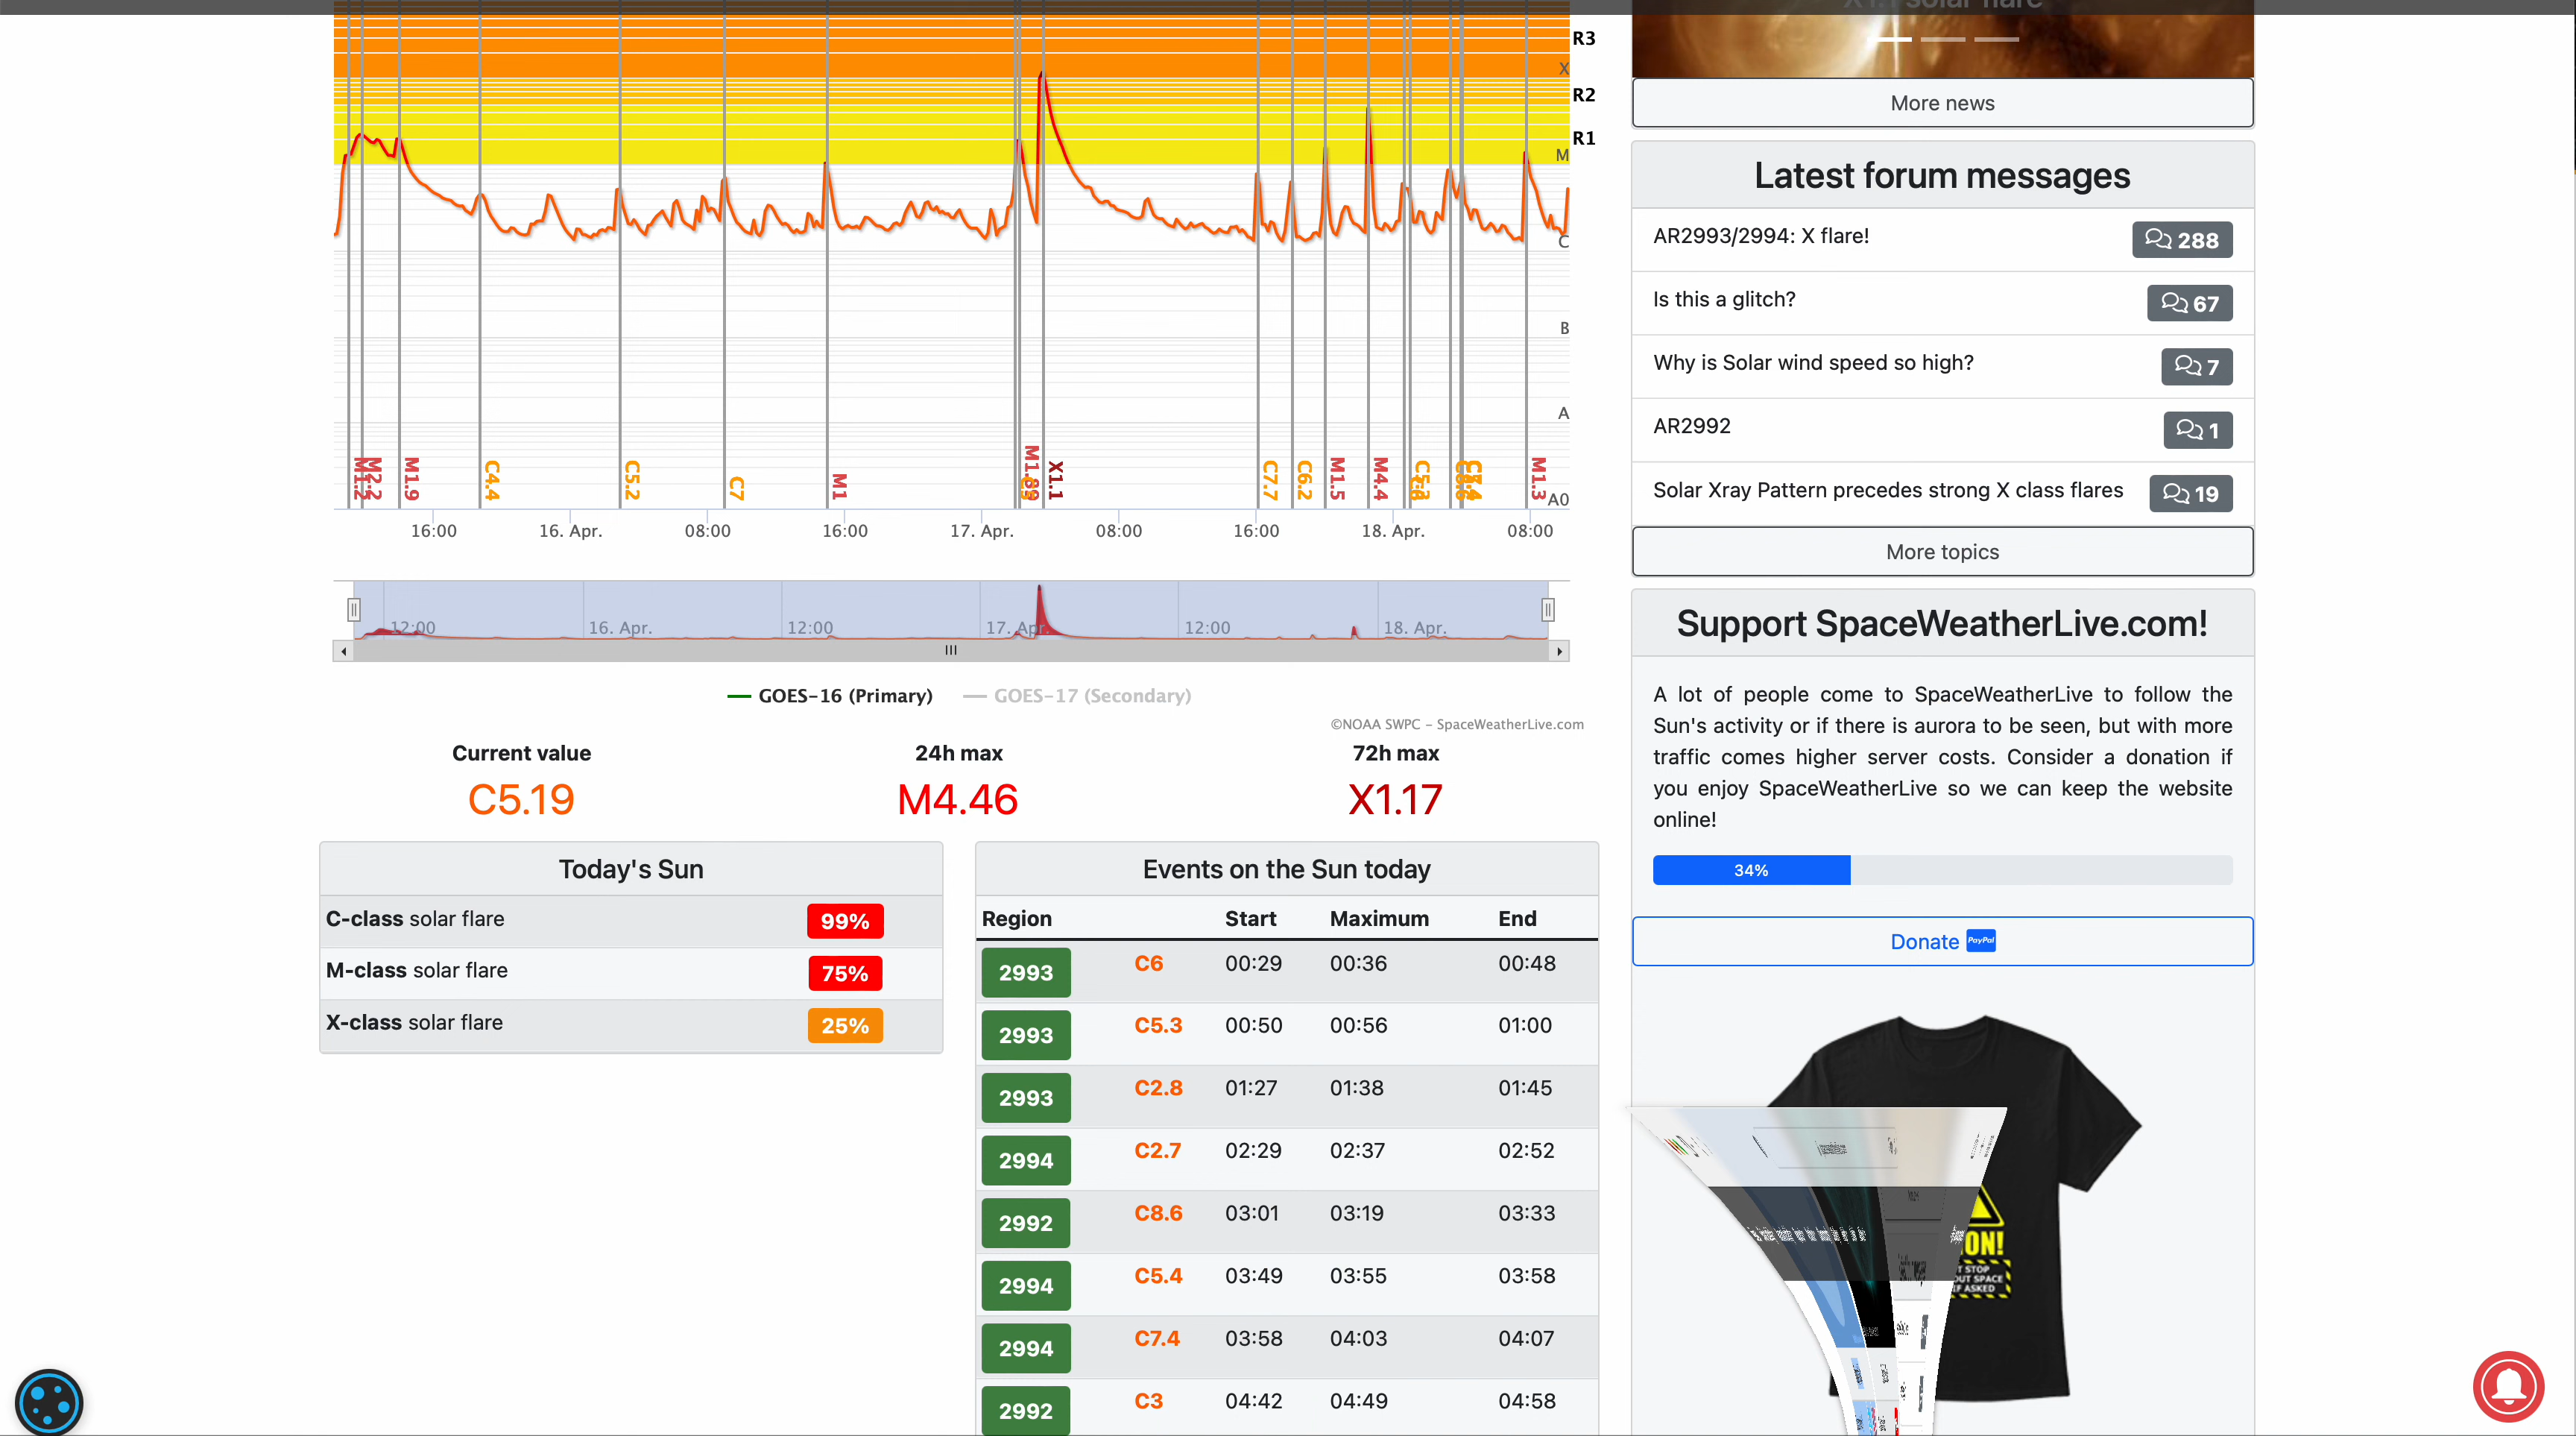 X1.1 solar flare
R3
X
R2
R1
M
C
B
A
A0
M1.2
M2.2
M1.9
C4.4
C5.2
C7
M1
X1.1
C7.7
C6.2
M1.5
M4.4
C5.3
M1.3
16:00
16. Apr.
08:00
16:00
17. Apr.
08:00
16:00
18. Apr.
08:00
12:00
16. Apr.
12:00
17. Apr.
12:00
18. Apr.
GOES-16 (Primary)
GOES-17 (Secondary)
©NOAA SWPC - SpaceWeatherLive.com
Current value
24h max
72h max
C5.19
M4.46
X1.17
Today's Sun
C-class solar flare 99%
M-class solar flare 75%
X-class solar flare 25%
Events on the Sun today
Region Start Maximum End
2993 C6 00:29 00:36 00:48
2993 C5.3 00:50 00:56 01:00
2993 C2.8 01:27 01:38 01:45
2994 C2.7 02:29 02:37 02:52
2992 C8.6 03:01 03:19 03:33
2994 C5.4 03:49 03:55 03:58
2994 C7.4 03:58 04:03 04:07
2992 C3 04:42 04:49 04:58
More news
Latest forum messages
AR2993/2994: X flare! 288
Is this a glitch? 67
Why is Solar wind speed so high? 7
AR2992 1
Solar Xray Pattern precedes strong X class flares 19
More topics
Support SpaceWeatherLive.com!
A lot of people come to SpaceWeatherLive to follow the
Sun's activity or if there is aurora to be seen, but with more
traffic comes higher server costs. Consider a donation if
you enjoy SpaceWeatherLive so we can keep the website
online!
34%
Donate PayPal
ON!
T STOP
OUT SPACE
IF ASKED